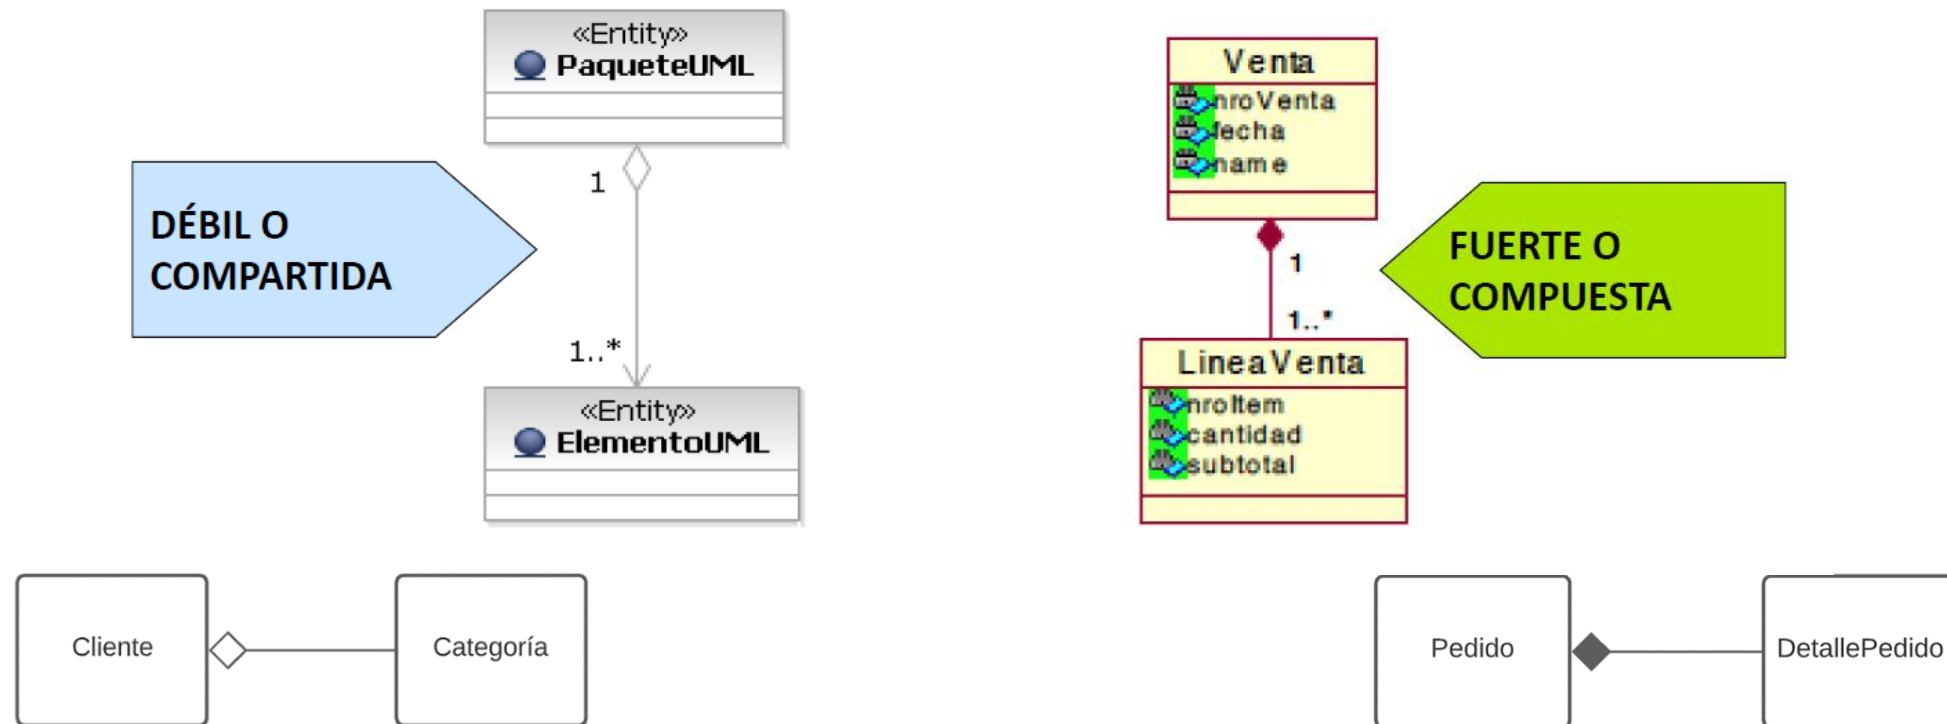 «Entity»
PaqueteUML
1
1..*
«Entity»
ElementoUML
DÉBIL O
COMPARTIDA
Venta
nroVenta
fecha
name
1
1..*
LineaVenta
nroItem
cantidad
subtotal
FUERTE O
COMPUESTA
Cliente
Categoría
Pedido
DetallePedido